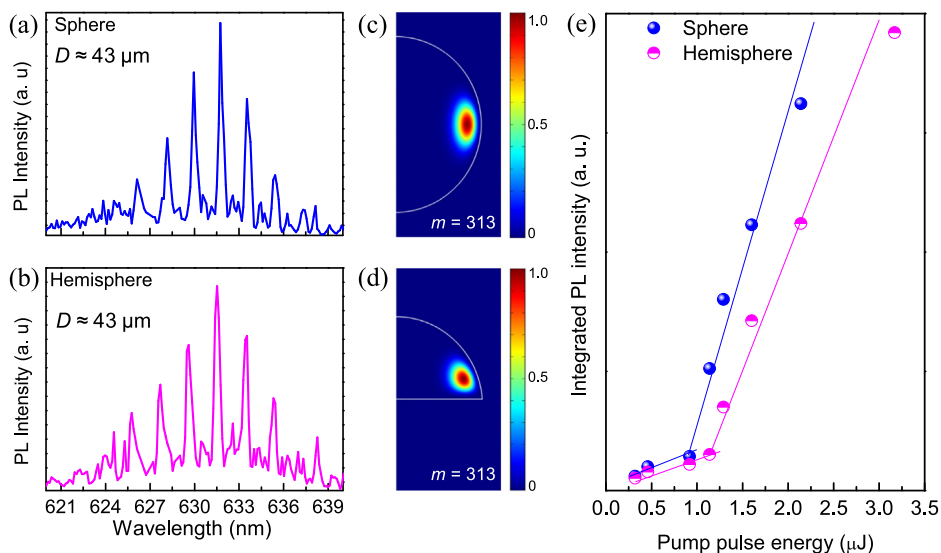 (a)
Sphere
D ≈ 43 μm
PL Intensity (a. u)
(b)
Hemisphere
D ≈ 43 μm
PL Intensity (a. u)
621 624 627 630 633 636 639
Wavelength (nm)
(c)
m = 313
1.0
0.5
0
(d)
m = 313
1.0
0.5
0
(e)
Sphere
Hemisphere
Integrated PL intensity (a. u.)
0.0 0.5 1.0 1.5 2.0 2.5 3.0 3.5
Pump pulse energy (μJ)